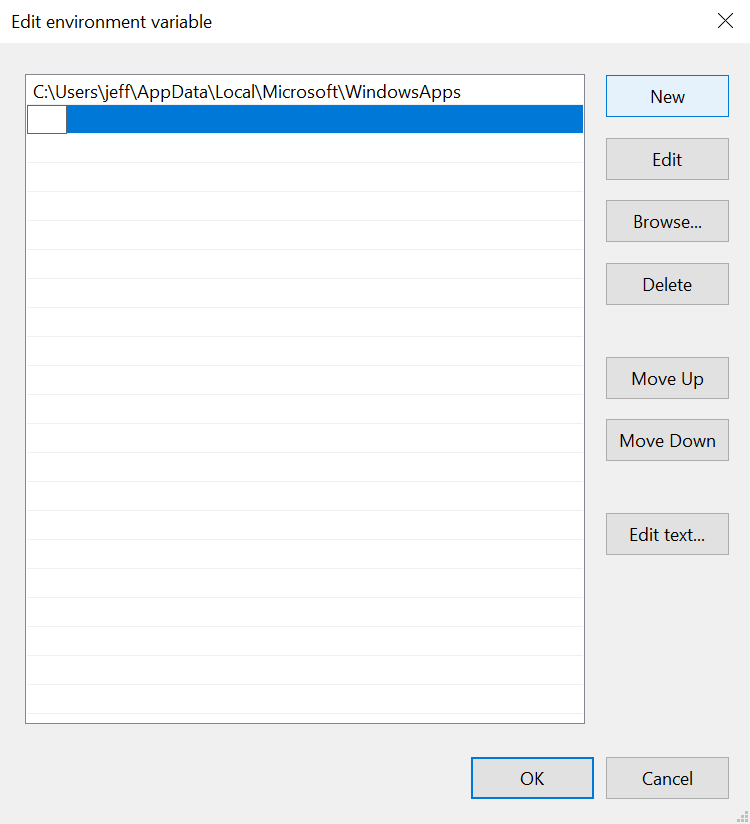 Edit environment variable
C:\Users\jeff\AppData\Local\Microsoft\WindowsApps
New
Edit
Browse...
Delete
Move Up
Move Down
Edit text...
OK
Cancel